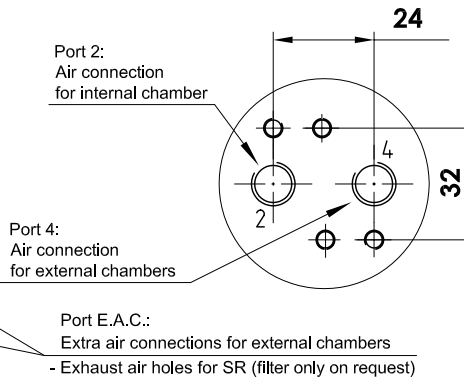 24
Port 2:
Air connection
for internal chamber
4
32
2
Port 4:
Air connection
for external chambers
Port E.A.C.:
Extra air connections for external chambers
- Exhaust air holes for SR (filter only on request)